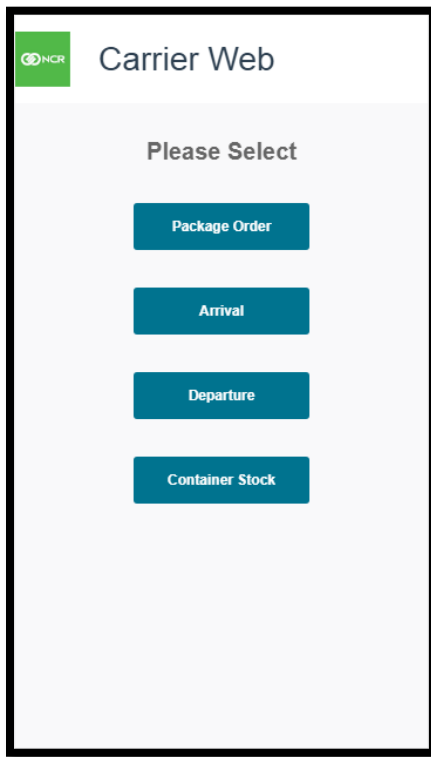 NCR
Carrier Web
Please Select
Package Order
Arrival
Departure
Container Stock